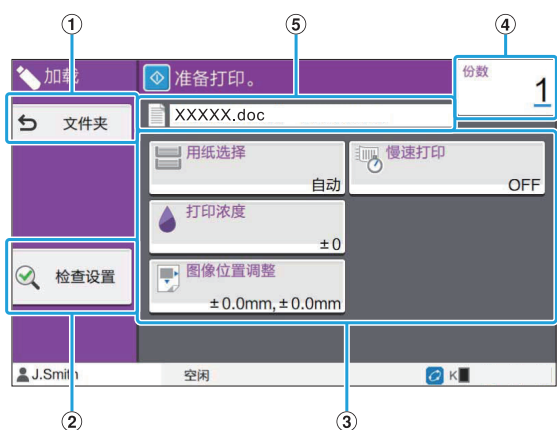 ① ⑤ ④
加载
准备打印。
份数
1
文件夹
XXXXX.doc
用纸选择
自动
慢速打印
OFF
打印浓度
±0
检查设置
图像位置调整
±0.0mm,±0.0mm
J.Smith
空闲
K
② ③